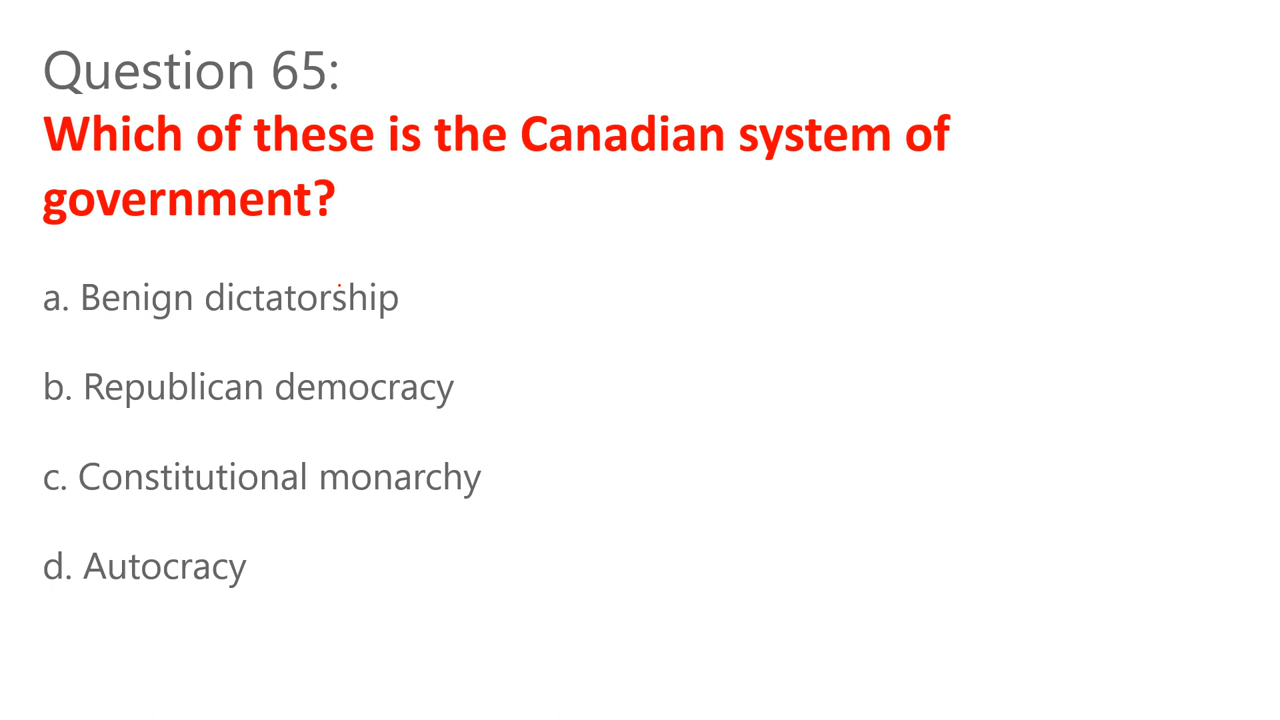 Question 65:
Which of these is the Canadian system of
government?
a. Benign dictatorship
b. Republican democracy
c. Constitutional monarchy
d. Autocracy